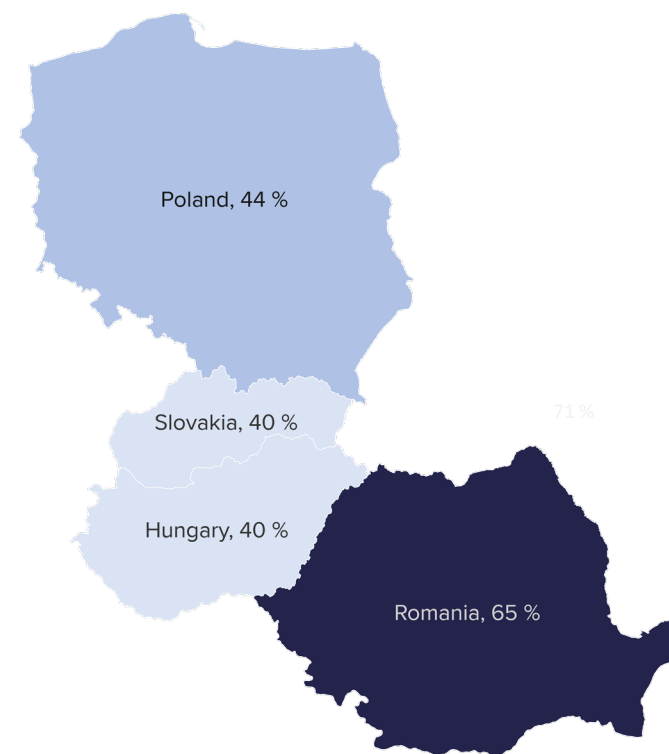 Poland, 44 %
71 %
Slovakia, 40 %
Hungary, 40 %
Romania, 65 %